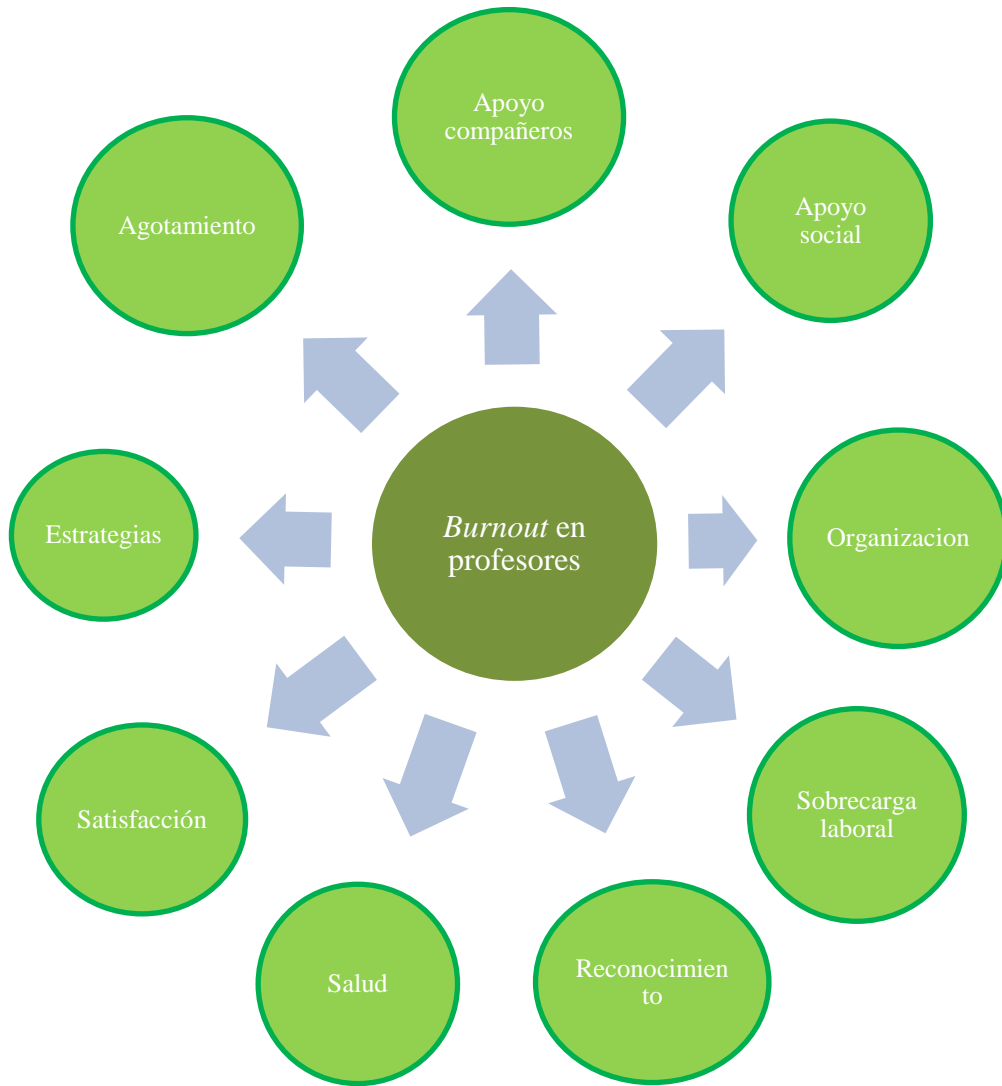 Apoyo
compañeros
Apoyo
social
Agotamiento
Organizacion
Estrategias
Burnout en
profesores
Sobrecarga
laboral
Satisfacción
Reconocimien
to
Salud